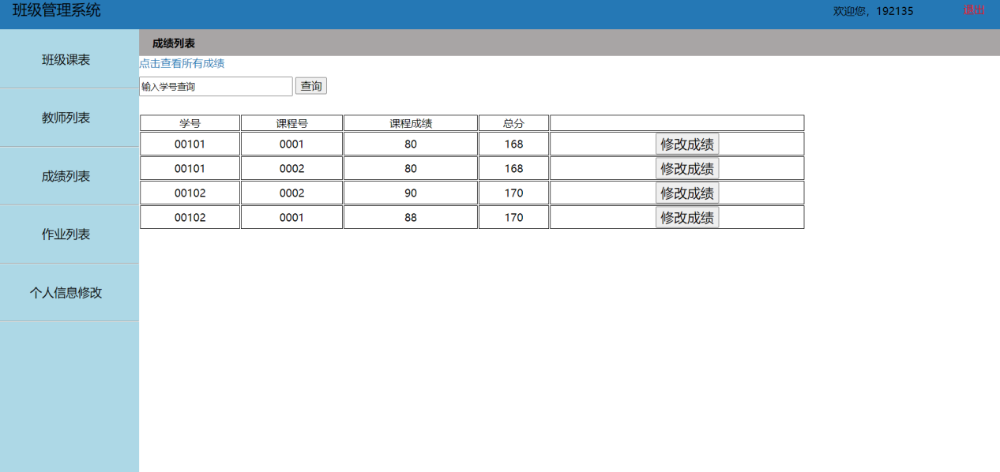 班级管理系统 欢迎您，192135 退出
班级课表
教师列表
成绩列表
作业列表
个人信息修改
成绩列表
点击查看所有成绩
输入学号查询 查询
学号 课程号 课程成绩 总分
00101 0001 80 168 修改成绩
00101 0002 80 168 修改成绩
00102 0002 90 170 修改成绩
00102 0001 88 170 修改成绩